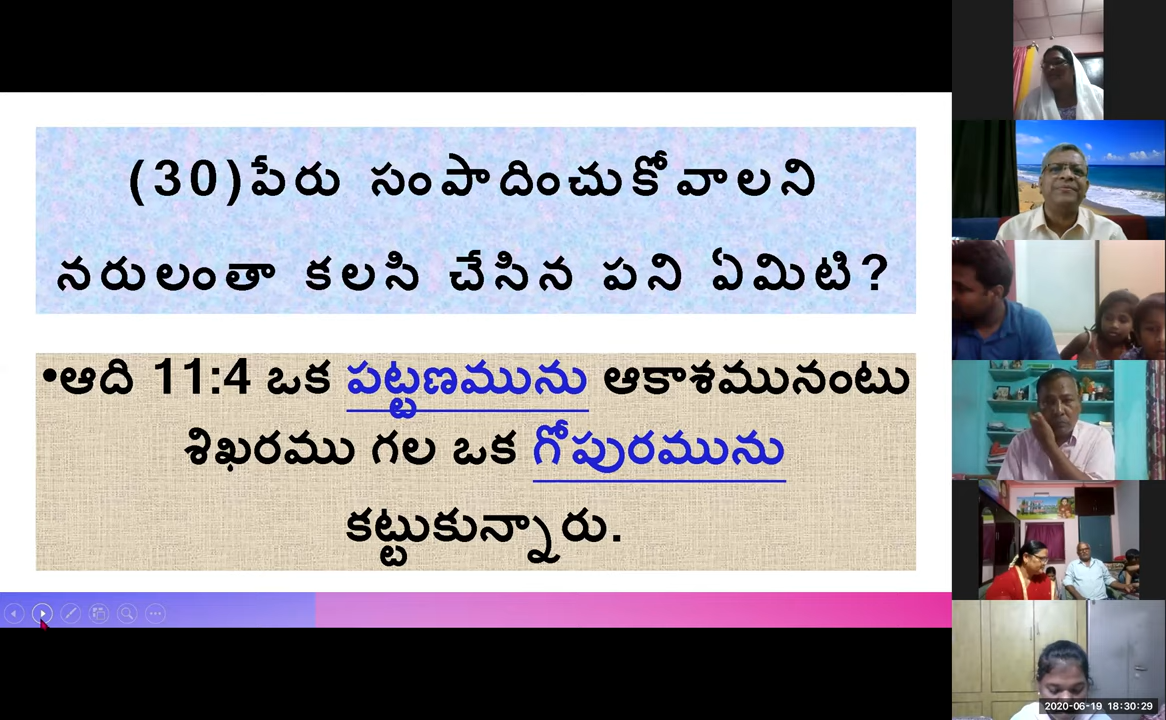 (30)పేరు సంపాదించుకోవాలని
నరులంతా కలసి చేసిన పని ఏమిటి?
•ఆది 11:4 ఒక పట్టణమును ఆకాశమునంటు
శిఖరము గల ఒక గోపురమును
కట్టుకున్నారు.
2020-06-19 18:30:29